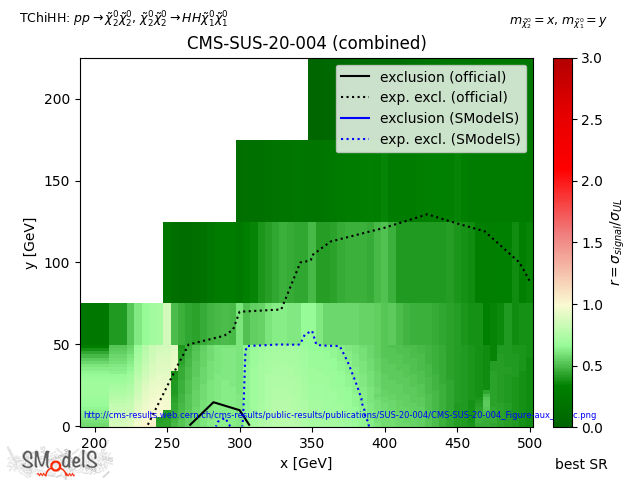 TChiHH: pp → χ̃⁰₂χ̃⁰₂, χ̃⁰₂χ̃⁰₂ → HHχ̃⁰₁χ̃⁰₁
m_χ̃⁰₂ = x, m_χ̃⁰₁ = y
CMS-SUS-20-004 (combined)
exclusion (official)
exp. excl. (official)
exclusion (SModelS)
exp. excl. (SModelS)
y [GeV]
200
150
100
50
0
200 250 300 350 400 450 500
x [GeV]
3.0
2.5
2.0
1.5
1.0
0.5
0.0
r = σ_signal/σ_UL
best SR
SModelS